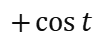 + cos t